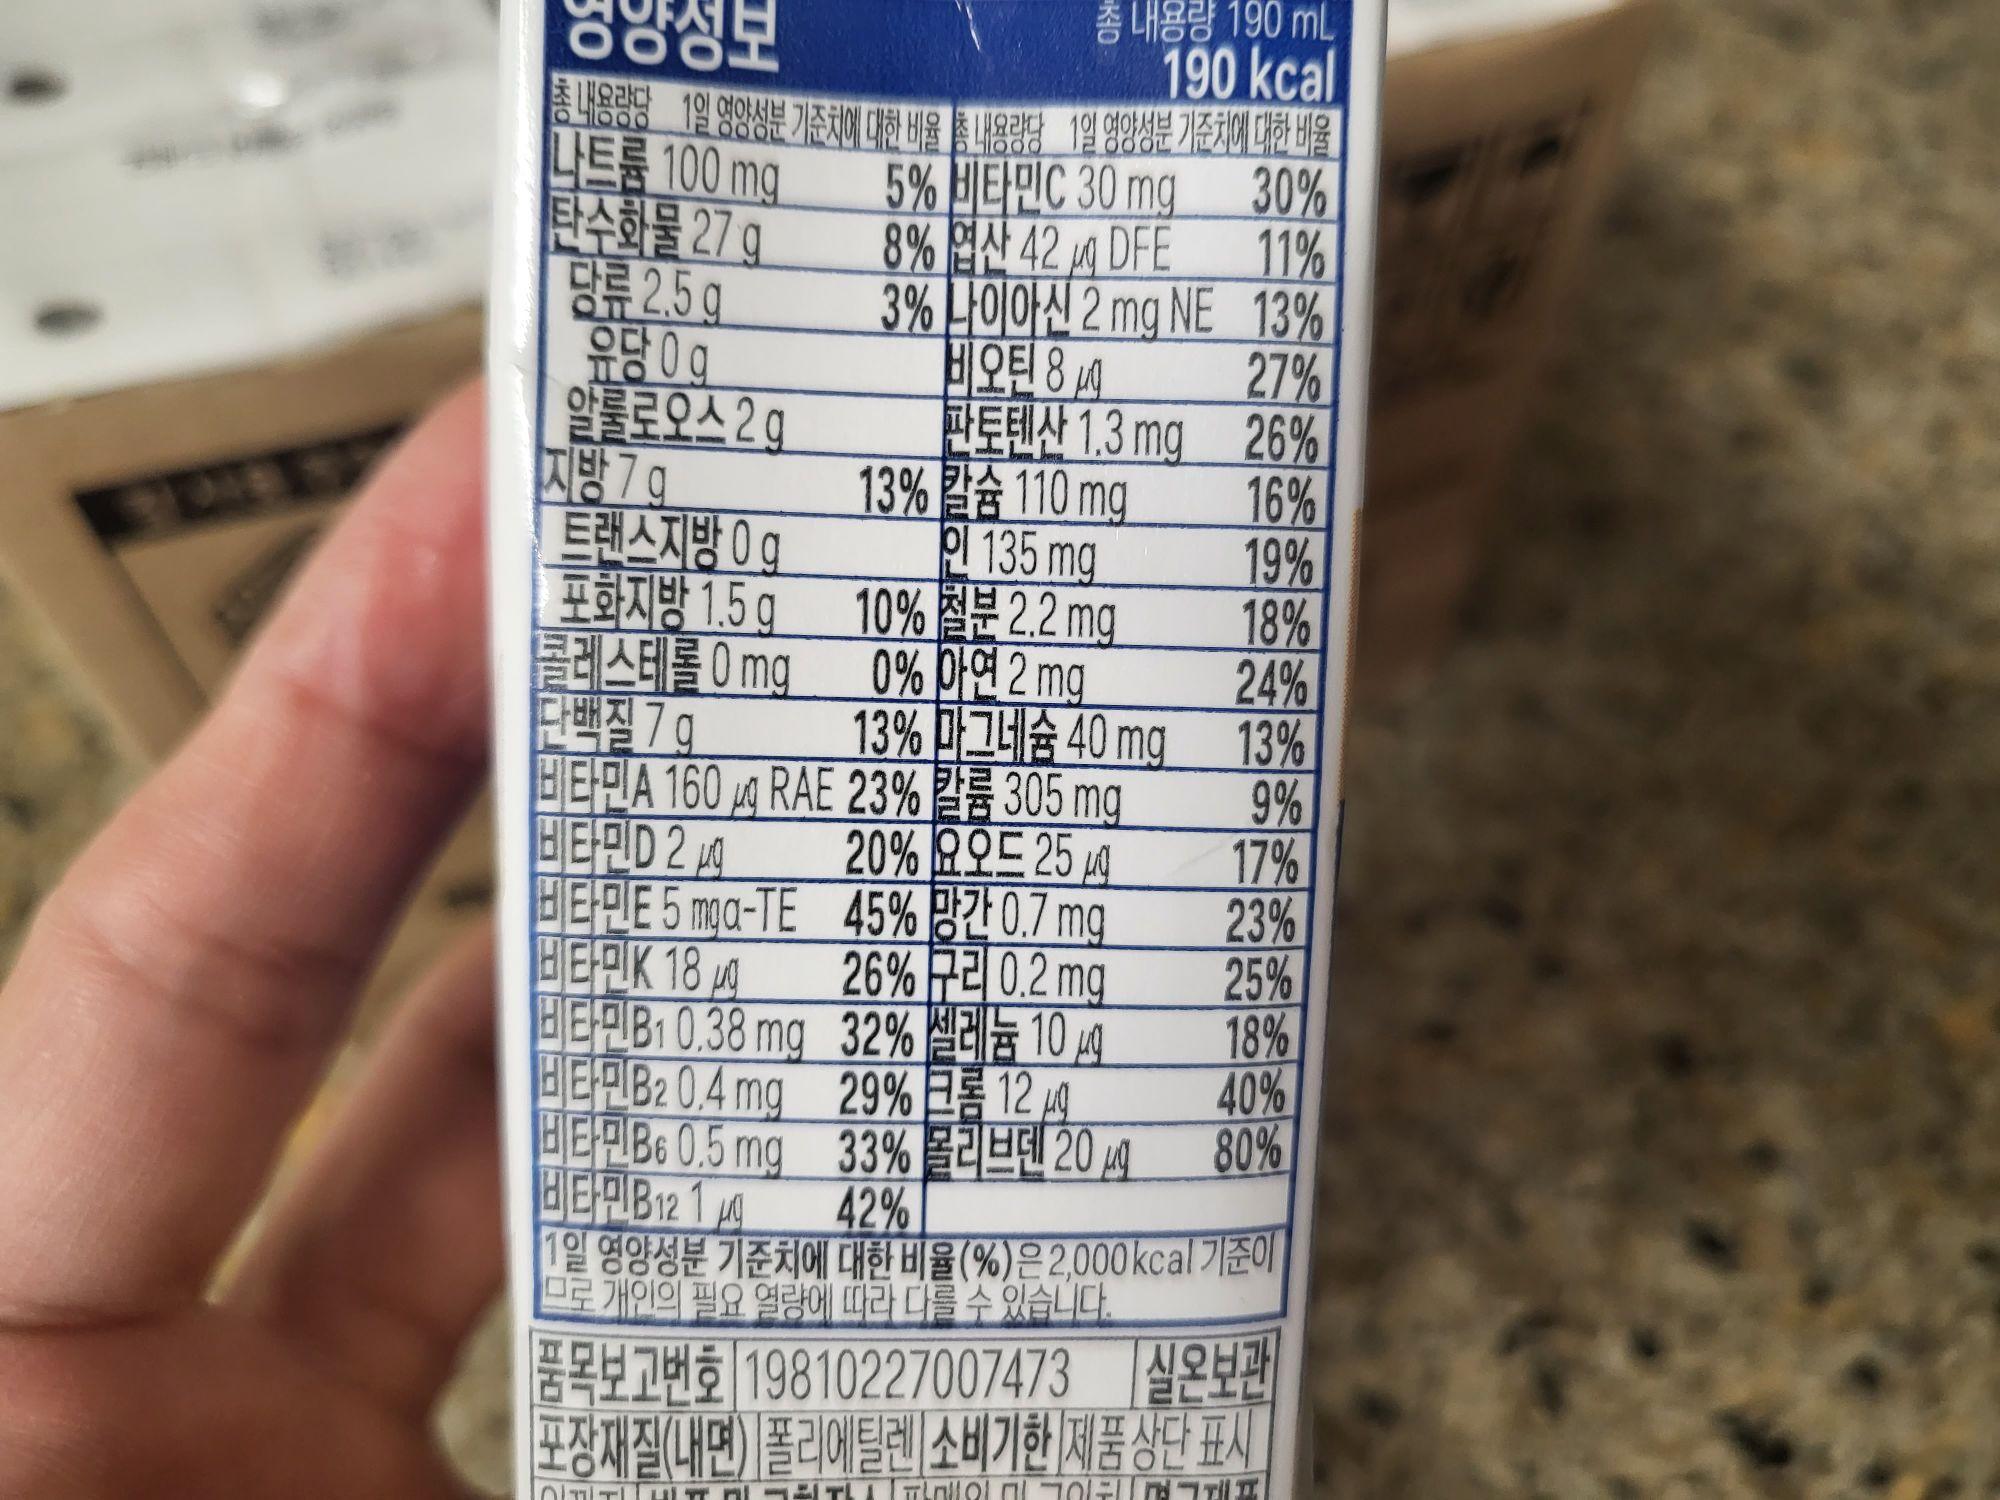 영양정보
총 내용량 190 mL
190 kcal
총 내용량당 1일 영양성분 기준치에 대한 비율
총 내용량당 1일 영양성분 기준치에 대한 비율
나트륨 100 mg 5% 비타민C 30 mg 30%
탄수화물 27 g 8% 엽산 42 μg DFE 11%
당류 2.5 g 3% 나이아신 2 mg NE 13%
유당 0 g 비오틴 8 μg 27%
알룰로오스 2 g 판토텐산 1.3 mg 26%
지방 7 g 13% 칼슘 110 mg 16%
트랜스지방 0 g 인 135 mg 19%
포화지방 1.5 g 10% 철분 2.2 mg 18%
콜레스테롤 0 mg 0% 아연 2 mg 24%
단백질 7 g 13% 마그네슘 40 mg 13%
비타민A 160 μg RAE 23% 칼륨 305 mg 9%
비타민D 2 μg 20% 요오드 25 μg 17%
비타민E 5 mgα-TE 45% 망간 0.7 mg 23%
비타민K 18 μg 26% 구리 0.2 mg 25%
비타민B1 0.38 mg 32% 셀레늄 10 μg 18%
비타민B2 0.4 mg 29% 크롬 12 μg 40%
비타민B6 0.5 mg 33% 몰리브덴 20 μg 80%
비타민B12 1 μg 42%
1일 영양성분 기준치에 대한 비율(%)은 2,000kcal 기준이
므로 개인의 필요 열량에 따라 다를 수 있습니다.
품목보고번호 19810227007473 실온보관
포장재질(내면) 폴리에틸렌 소비기한 제품 상단 표시